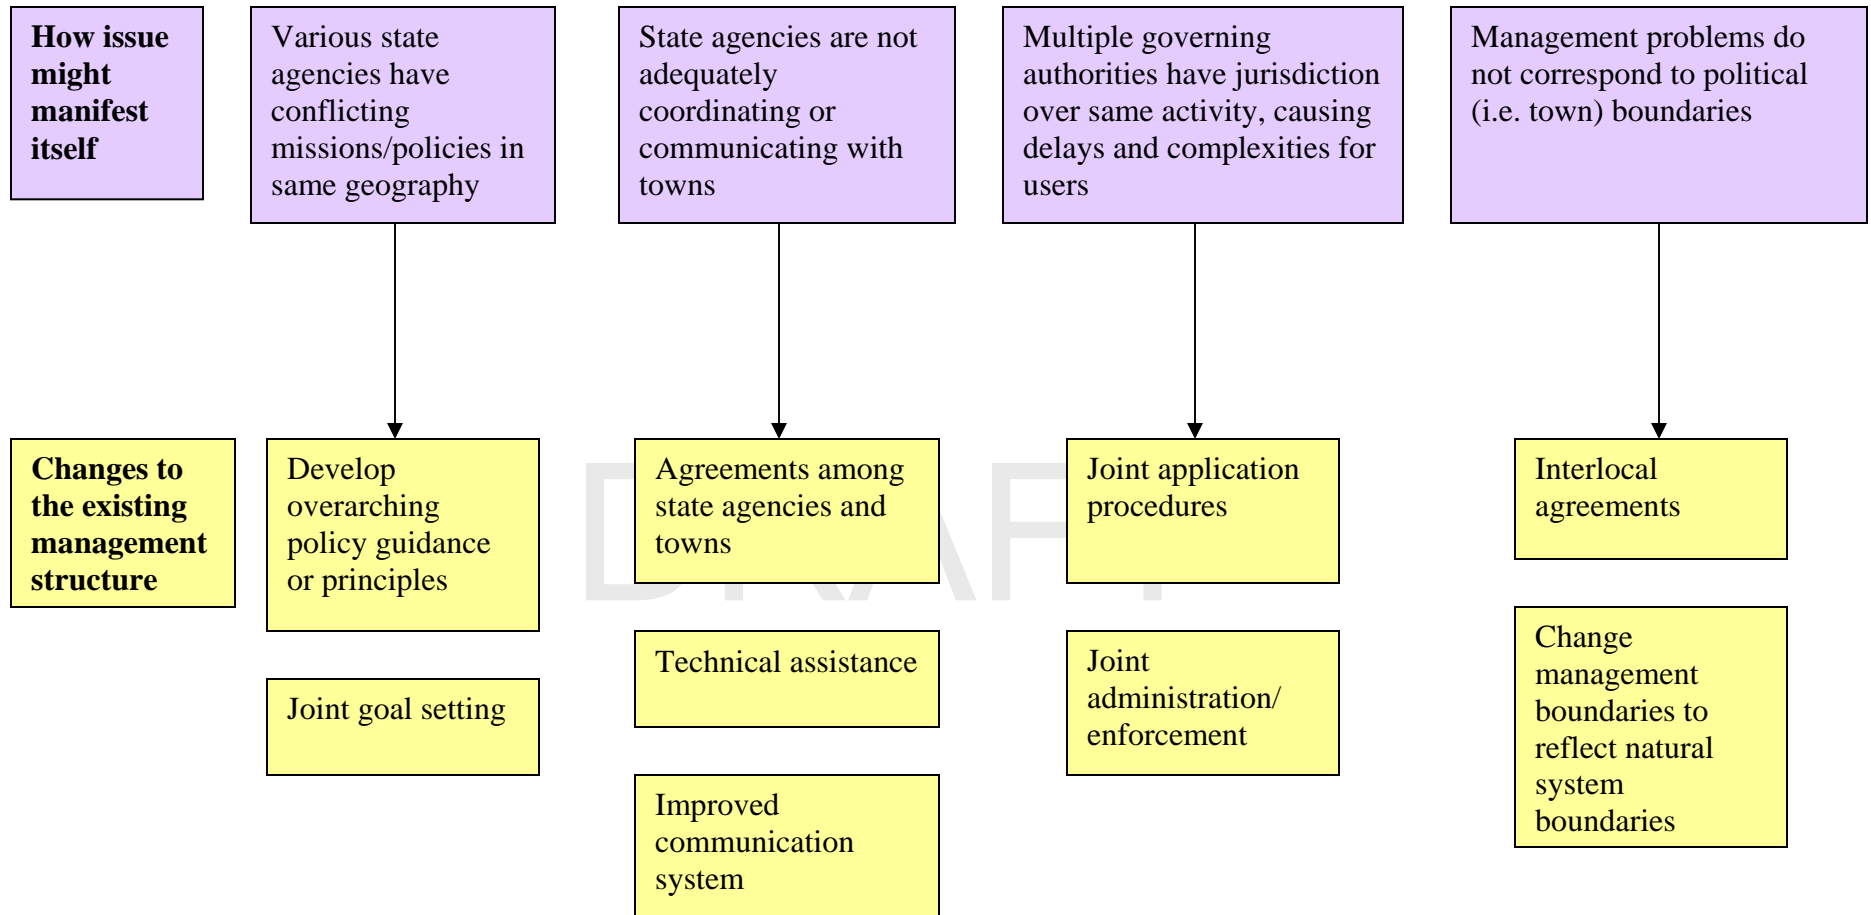 How issue
might
manifest
itself
Various state
agencies have
conflicting
missions/policies in
same geography
State agencies are not
adequately
coordinating or
communicating with
towns
Multiple governing
authorities have jurisdiction
over same activity, causing
delays and complexities for
users
Management problems do
not correspond to political
(i.e. town) boundaries
Changes to
the existing
management
structure
Develop
overarching
policy guidance
or principles
Joint goal setting
Agreements among
state agencies and
towns
Technical assistance
Improved
communication
system
Joint application
procedures
Joint
administration/
enforcement
Interlocal
agreements
Change
management
boundaries to
reflect natural
system
boundaries
DRAFT